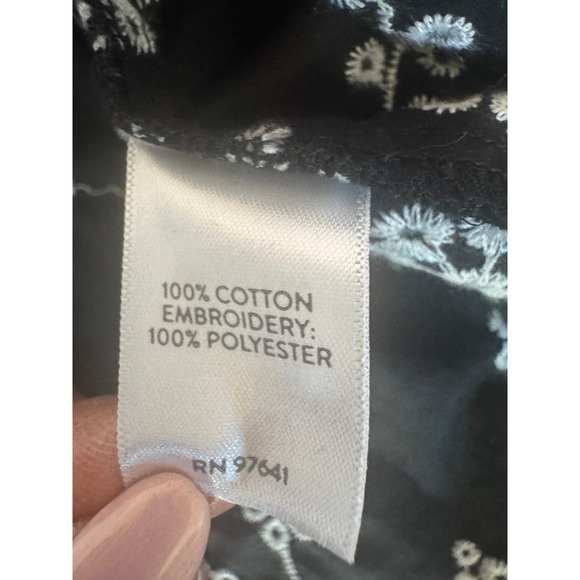 100% COTTON
EMBROIDERY:
100% POLYESTER
RN 97641